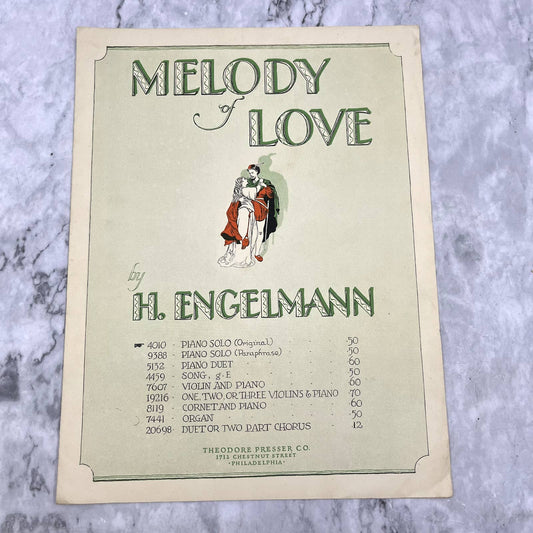 MELODY
of
LOVE
by
H. ENGELMANN
4010 · PIANO SOLO (Original) · 50
9388 · PIANO SOLO (Paraphrase) · 50
5132 · PIANO DUET · 60
4459 · SONG, g-E · 50
7607 · VIOLIN AND PIANO · 60
19216 · ONE, TWO, OR THREE VIOLINS & PIANO · 70
8119 · CORNET AND PIANO · 60
7441 · ORGAN · 50
20698 · DUET OR TWO PART CHORUS · 12
THEODORE PRESSER CO.
1712 CHESTNUT STREET
· PHILADELPHIA ·